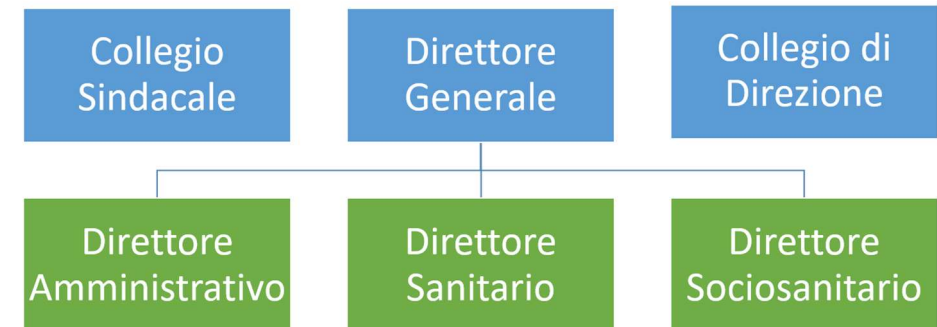 Collegio
Sindacale
Direttore
Generale
Collegio di
Direzione
Direttore
Amministrativo
Direttore
Sanitario
Direttore
Sociosanitario